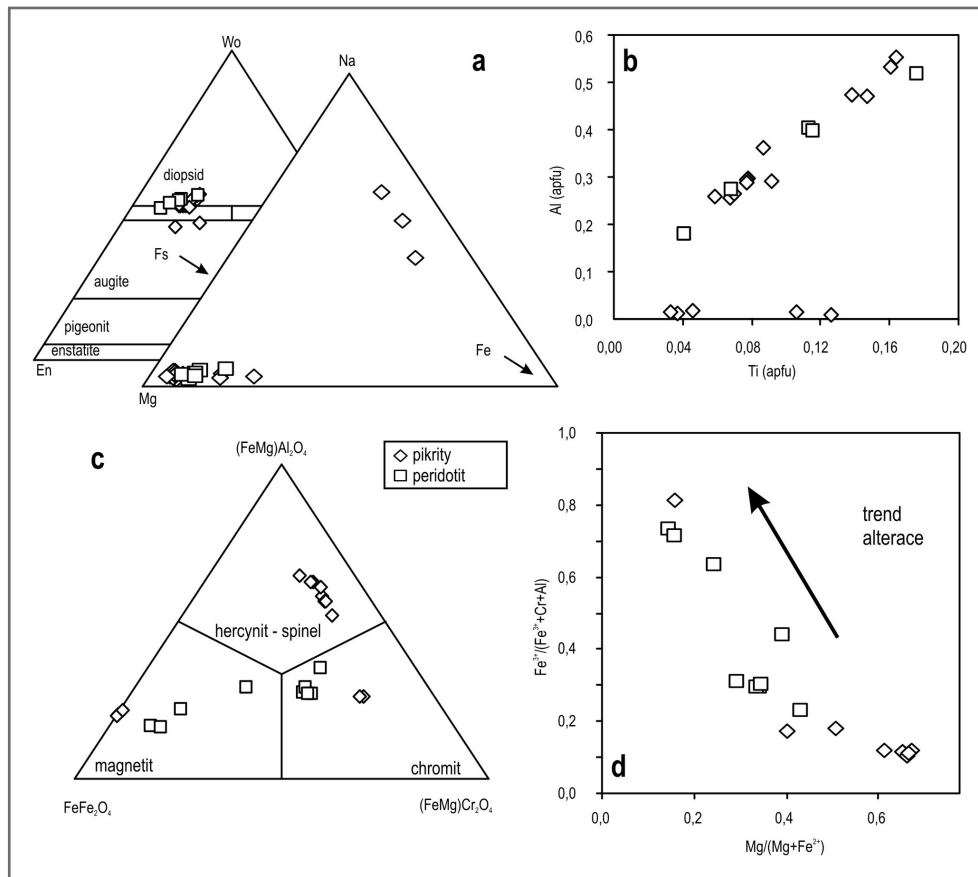 a
Wo
diopsid
Fs
augite
pigeonit
enstatite
En
Na
Fe
Mg
b
Al (apfu)
0,6
0,5
0,4
0,3
0,2
0,1
0,0
0,00 0,04 0,08 0,12 0,16 0,20
Ti (apfu)
c
(FeMg)Al₂O₄
pikrity
peridotit
hercynit - spinel
magnetit
chromit
FeFe₂O₄
(FeMg)Cr₂O₄
d
Fe³⁺/(Fe³⁺+Cr+Al)
1,0
0,8
0,6
0,4
0,2
0,0
trend
alterace
0,0 0,2 0,4 0,6
Mg/(Mg+Fe²⁺)